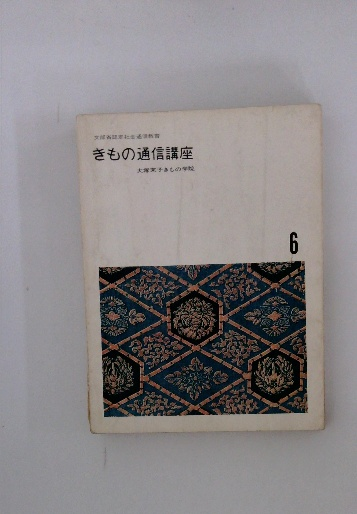 文部省認定社会通信教育
きもの通信講座
大塚末子きもの学院
6